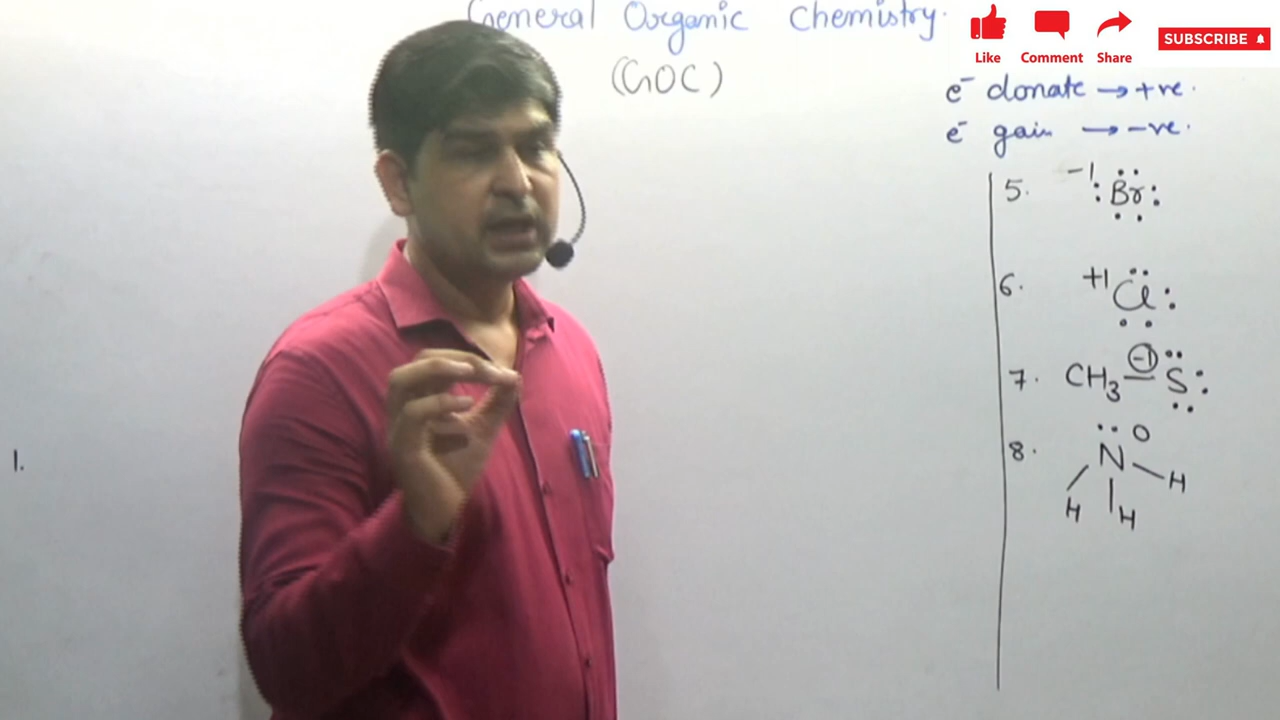 General Organic Chemistry.
(GOC)
Like Comment Share SUBSCRIBE
e⁻ donate → +ve.
e⁻ gain → -ve.
5. -1 :Br:
6. +1 Cl:
7. CH₃ — S: -1
8. N O
H H H
1.